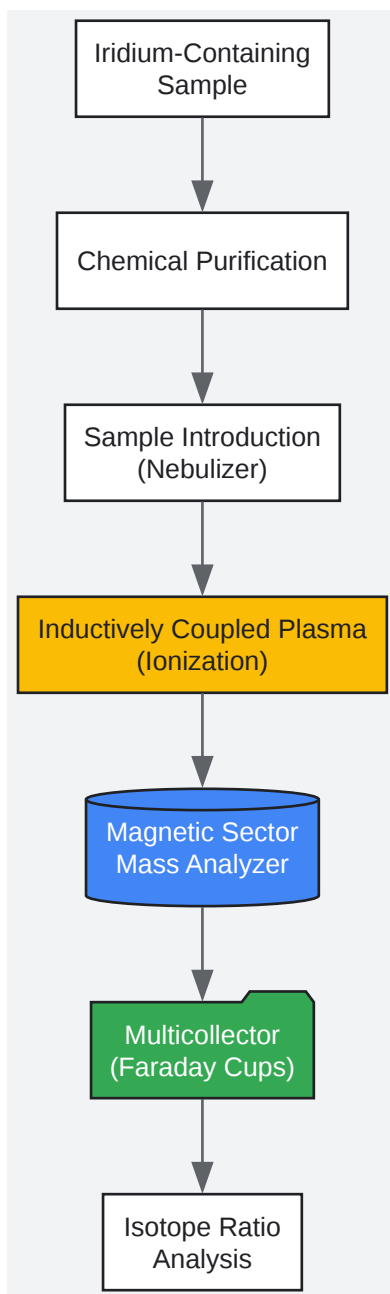 Iridium-Containing
Sample
Chemical Purification
Sample Introduction
(Nebulizer)
Inductively Coupled Plasma
(Ionization)
Magnetic Sector
Mass Analyzer
Multicollector
(Faraday Cups)
Isotope Ratio
Analysis